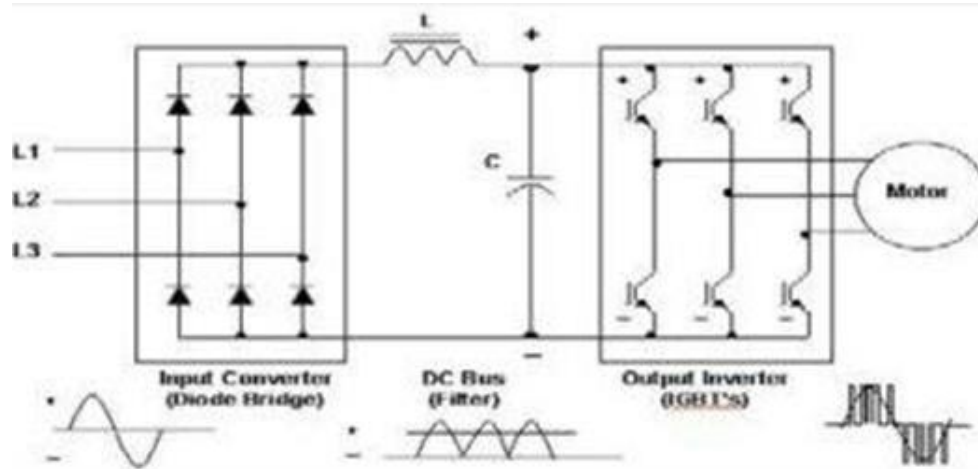 L
+
+ + +
L1
C
L2
Motor
L3
− − −
−
Input Converter
(Diode Bridge)
DC Bus
(Filter)
Output Inverter
(IGBT's)
+
−
+
−